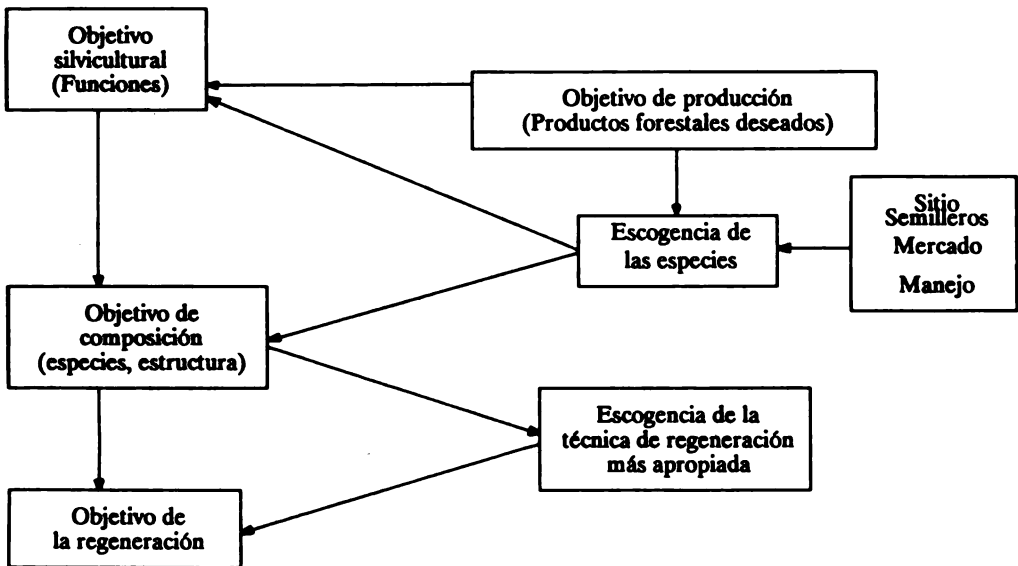 Objetivo
silvicultural
(Funciones)
Objetivo de producción
(Productos forestales deseados)
Sitio
Semilleros
Mercado
Manejo
Escogencia de
las especies
Objetivo de
composición
(especies, estructura)
Escogencia de la
técnica de regeneración
más apropiada
Objetivo de
la regeneración